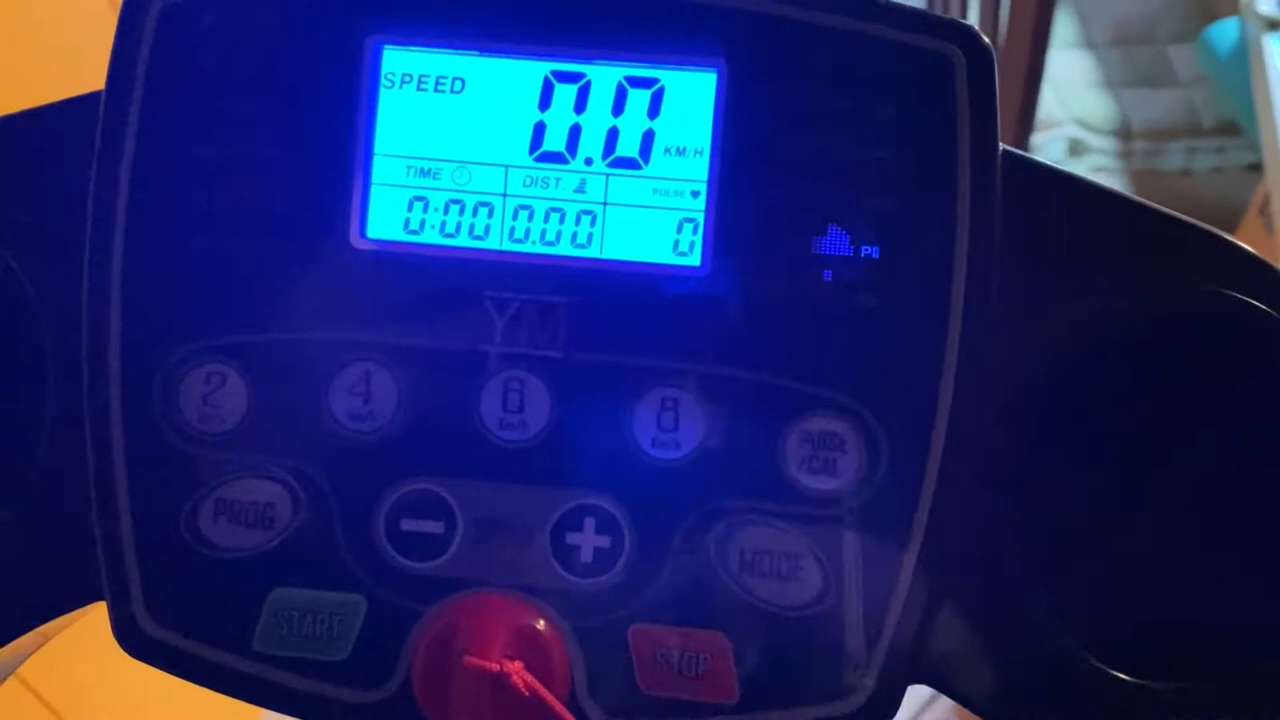 SPEED 0.0 KM/H
TIME DIST. PULSE
0:00 0.00 0
YM
2 4 6 8
km/h km/h km/h km/h
PULSE
/CAL
PROG - + MODE
START STOP